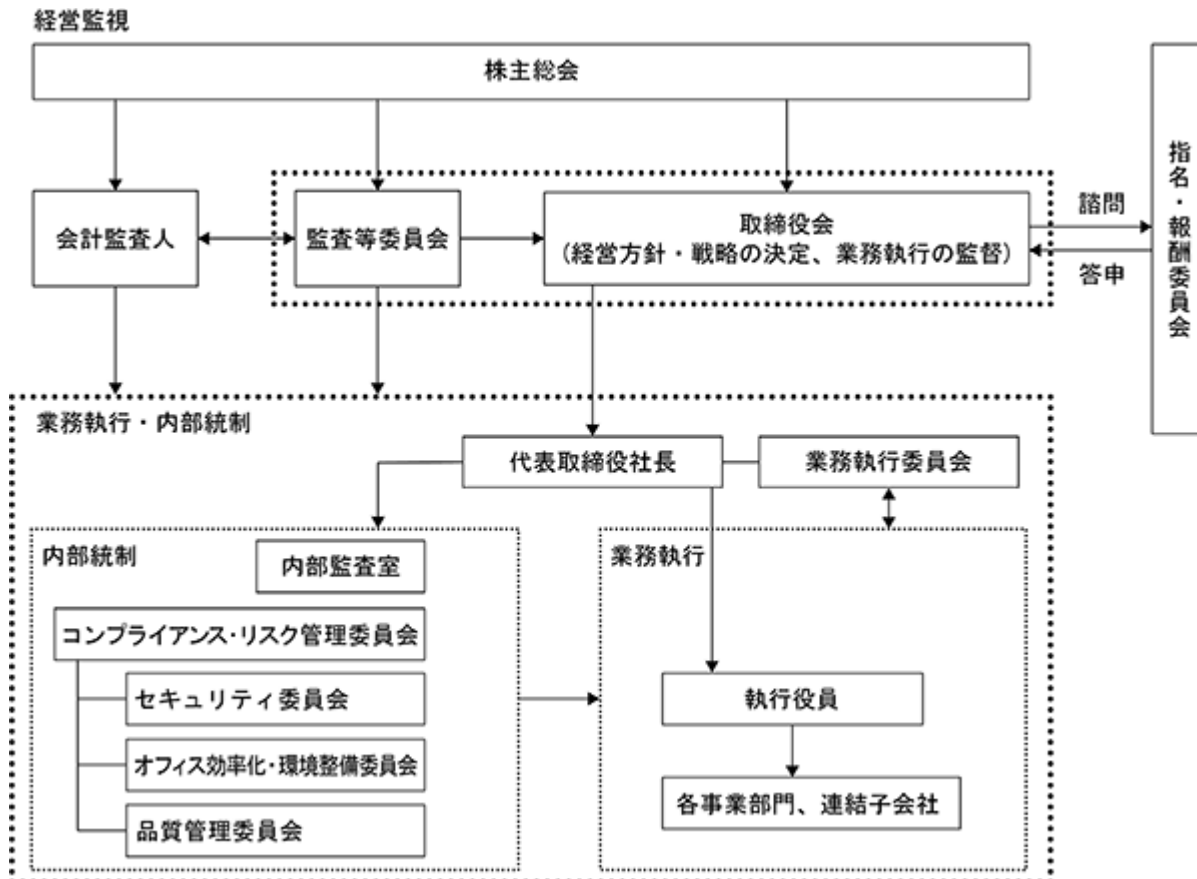 経営監視
株主総会
会計監査人
監査等委員会
取締役会
(経営方針・戦略の決定、業務執行の監督)
諮問
答申
指名・報酬委員会
業務執行・内部統制
代表取締役社長
業務執行委員会
内部統制
内部監査室
コンプライアンス・リスク管理委員会
セキュリティ委員会
オフィス効率化・環境整備委員会
品質管理委員会
業務執行
執行役員
各事業部門、連結子会社